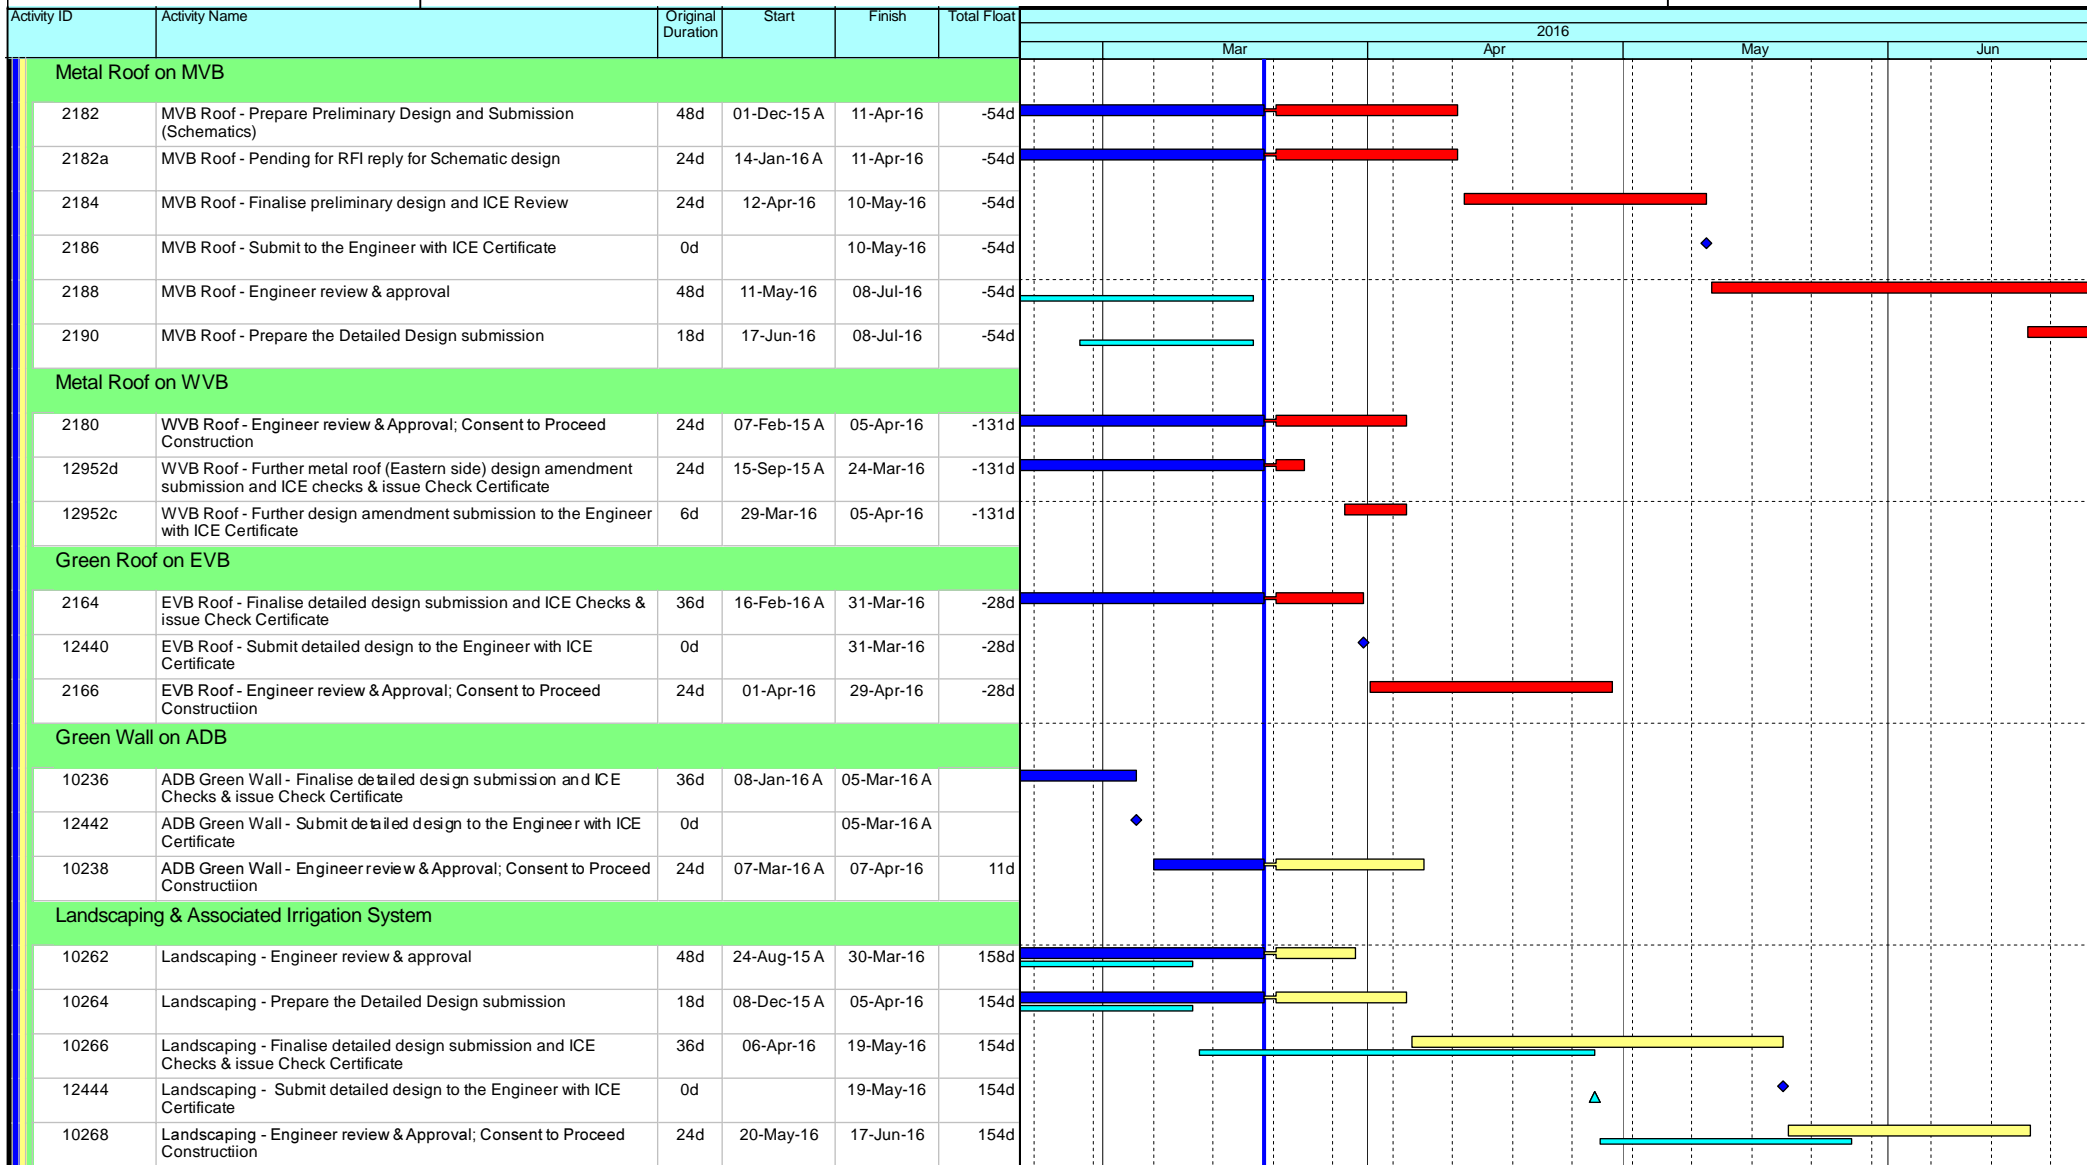 Activity ID Activity Name Original Duration Start Finish Total Float
2016
Mar Apr May Jun
Metal Roof on MVB
2182 MVB Roof - Prepare Preliminary Design and Submission 48d 01-Dec-15 A 11-Apr-16 -54d
(Schematics)
2182a MVB Roof - Pending for RFI reply for Schematic design 24d 14-Jan-16 A 11-Apr-16 -54d
2184 MVB Roof - Finalise preliminary design and ICE Review 24d 12-Apr-16 10-May-16 -54d
2186 MVB Roof - Submit to the Engineer with ICE Certificate 0d 10-May-16 -54d
2188 MVB Roof - Engineer review & approval 48d 11-May-16 08-Jul-16 -54d
2190 MVB Roof - Prepare the Detailed Design submission 18d 17-Jun-16 08-Jul-16 -54d
Metal Roof on WVB
2180 WVB Roof - Engineer review & Approval; Consent to Proceed 24d 07-Feb-15 A 05-Apr-16 -131d
Construction
12952d WVB Roof - Further metal roof (Eastern side) design amendment 24d 15-Sep-15 A 24-Mar-16 -131d
submission and ICE checks & issue Check Certificate
12952c WVB Roof - Further design amendment submission to the Engineer 6d 29-Mar-16 05-Apr-16 -131d
with ICE Certificate
Green Roof on EVB
2164 EVB Roof - Finalise detailed design submission and ICE Checks & 36d 16-Feb-16 A 31-Mar-16 -28d
issue Check Certificate
12440 EVB Roof - Submit detailed design to the Engineer with ICE 0d 31-Mar-16 -28d
Certificate
2166 EVB Roof - Engineer review & Approval; Consent to Proceed 24d 01-Apr-16 29-Apr-16 -28d
Constructiion
Green Wall on ADB
10236 ADB Green Wall - Finalise detailed design submission and ICE 36d 08-Jan-16 A 05-Mar-16 A
Checks & issue Check Certificate
12442 ADB Green Wall - Submit detailed design to the Engineer with ICE 0d 05-Mar-16 A
Certificate
10238 ADB Green Wall - Engineer review & Approval; Consent to Proceed 24d 07-Mar-16 A 07-Apr-16 11d
Constructiion
Landscaping & Associated Irrigation System
10262 Landscaping - Engineer review & approval 48d 24-Aug-15 A 30-Mar-16 158d
10264 Landscaping - Prepare the Detailed Design submission 18d 08-Dec-15 A 05-Apr-16 154d
10266 Landscaping - Finalise detailed design submission and ICE 36d 06-Apr-16 19-May-16 154d
Checks & issue Check Certificate
12444 Landscaping - Submit detailed design to the Engineer with ICE 0d 19-May-16 154d
Certificate
10268 Landscaping - Engineer review & Approval; Consent to Proceed 24d 20-May-16 17-Jun-16 154d
Constructiion